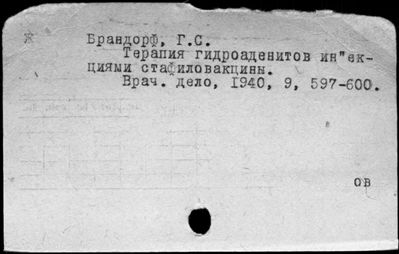 Ж
Брандорф, Г.С.
Терапия гидроаденитов ин"ек-
циями стафиловакцины.
Врач. дело, 1940, 9, 597-600.
ов